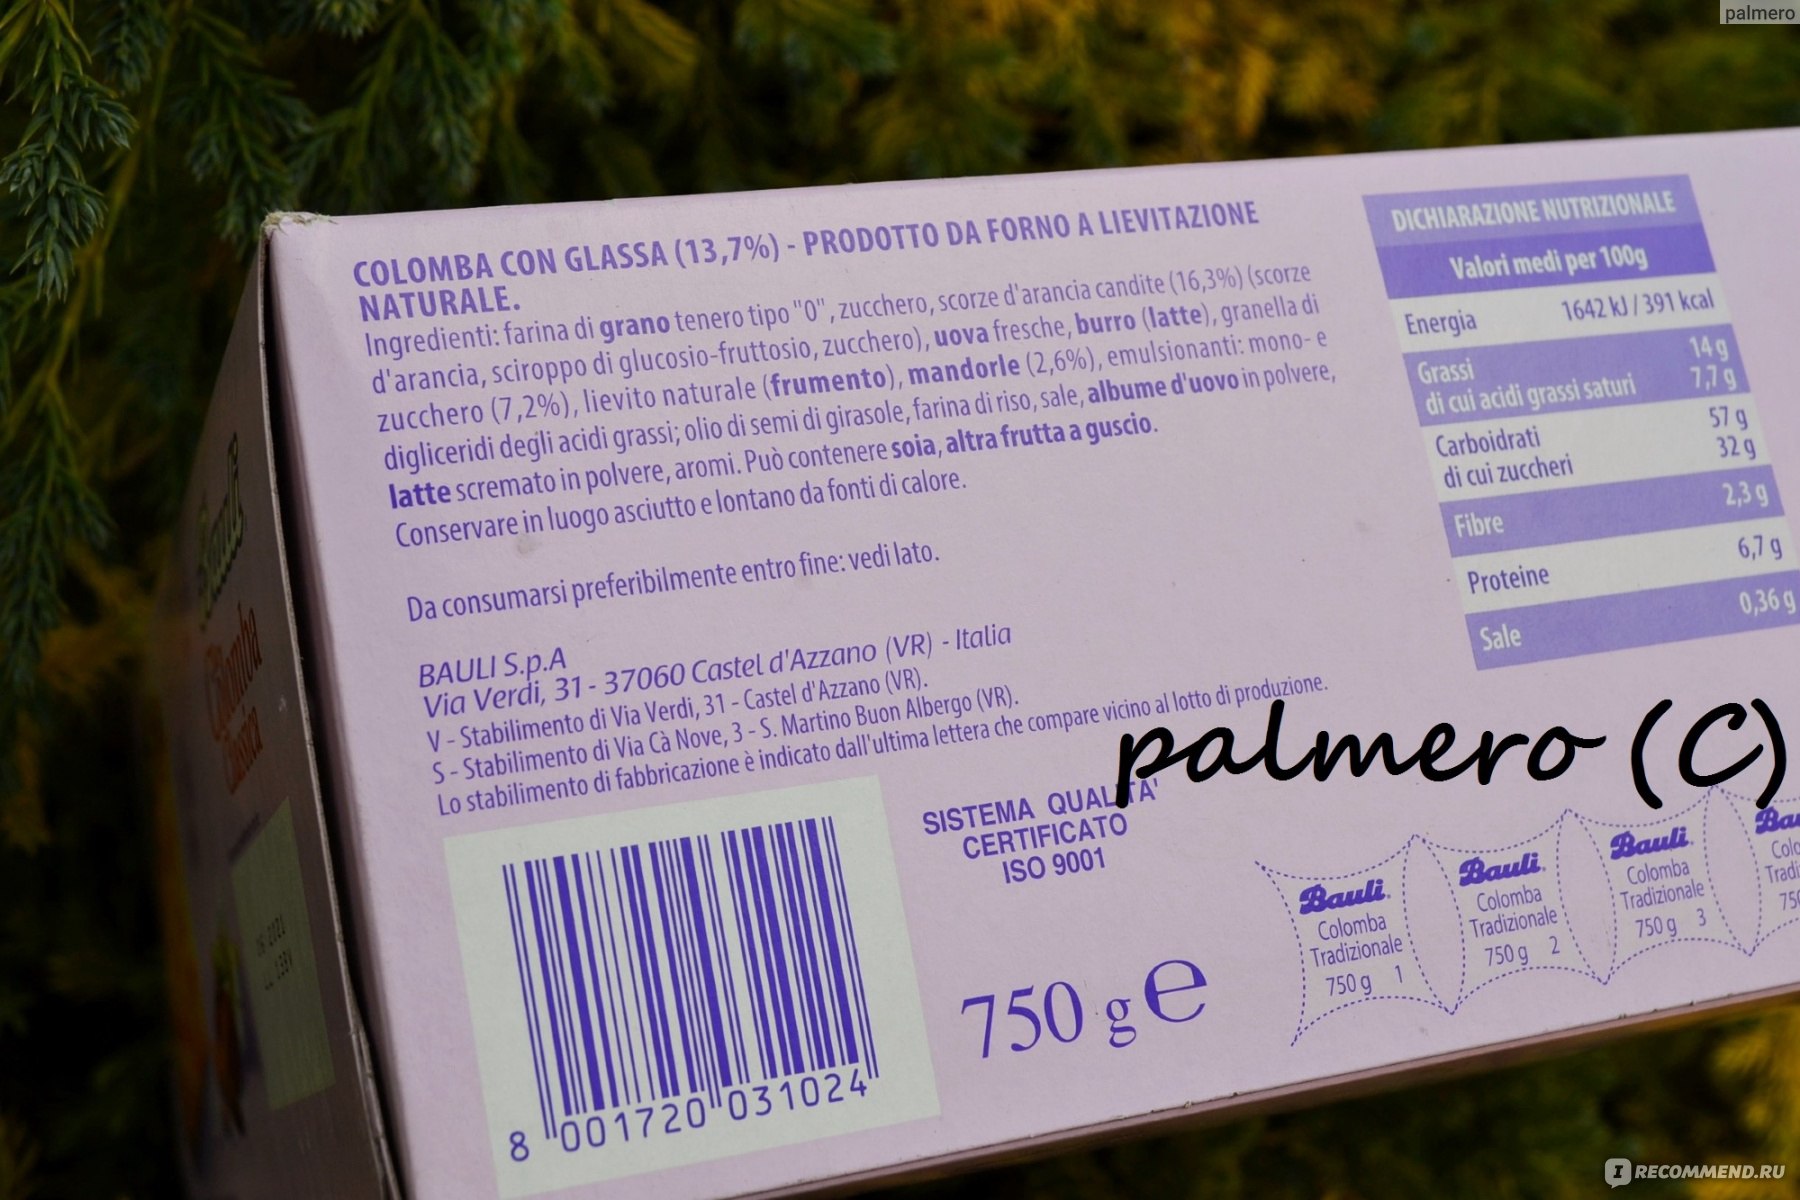 palmero
COLOMBA CON GLASSA (13,7%) - PRODOTTO DA FORNO A LIEVITAZIONE
NATURALE.
Ingredienti: farina di grano tenero tipo "0", zucchero, scorze d'arancia candite (16,3%) (scorze
d'arancia, sciroppo di glucosio-fruttosio, zucchero), uova fresche, burro (latte), granella di
zucchero (7,2%), lievito naturale (frumento), mandorle (2,6%), emulsionanti: mono- e
digliceridi degli acidi grassi; olio di semi di girasole, farina di riso, sale, albume d'uovo in polvere,
latte scremato in polvere, aromi. Può contenere soia, altra frutta a guscio.
Conservare in luogo asciutto e lontano da fonti di calore.
Da consumarsi preferibilmente entro fine: vedi lato.
BAULI S.p.A
Via Verdi, 31 - 37060 Castel d'Azzano (VR) - Italia
V - Stabilimento di Via Verdi, 31 - Castel d'Azzano (VR).
S - Stabilimento di Via Cà Nove, 3 - S. Martino Buon Albergo (VR).
Lo stabilimento di fabbricazione è indicato dall'ultima lettera che compare vicino al lotto di produzione.
DICHIARAZIONE NUTRIZIONALE
Valori medi per 100g
Energia 1642 kJ / 391 kcal
Grassi 14 g
di cui acidi grassi saturi 7,7 g
Carboidrati 57 g
di cui zuccheri 32 g
Fibre 2,3 g
Proteine 6,7 g
Sale 0,36 g
palmero (C)
SISTEMA QUALITA'
CERTIFICATO
ISO 9001
750 g e
8 001720 031024
Bauli
Colomba
Tradizionale
750 g 1
Bauli
Colomba
Tradizionale
750 g 2
Bauli
Colomba
Tradizionale
750 g 3
Bauli
Colomba
Classica
IRECOMMEND.RU